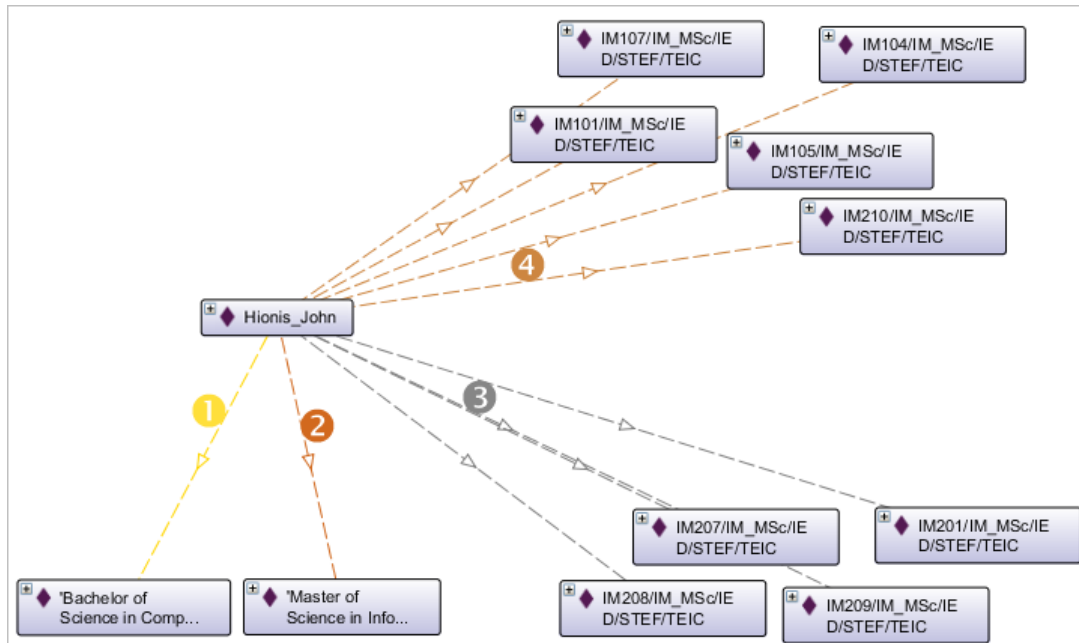 IM107/IM_MSc/IE
D/STEF/TEIC
IM104/IM_MSc/IE
D/STEF/TEIC
IM101/IM_MSc/IE
D/STEF/TEIC
IM105/IM_MSc/IE
D/STEF/TEIC
IM210/IM_MSc/IE
D/STEF/TEIC
4
Hionis_John
1
2
3
IM207/IM_MSc/IE
D/STEF/TEIC
IM201/IM_MSc/IE
D/STEF/TEIC
'Bachelor of
Science in Comp...
'Master of
Science in Info...
IM208/IM_MSc/IE
D/STEF/TEIC
IM209/IM_MSc/IE
D/STEF/TEIC